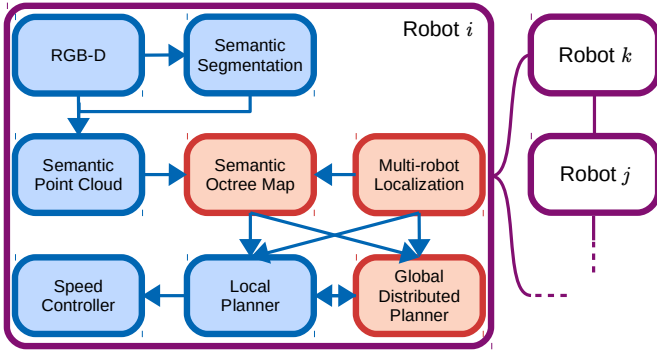 Robot i
RGB-D
Semantic
Segmentation
Robot k
Semantic
Point Cloud
Semantic
Octree Map
Multi-robot
Localization
Robot j
Speed
Controller
Local
Planner
Global
Distributed
Planner